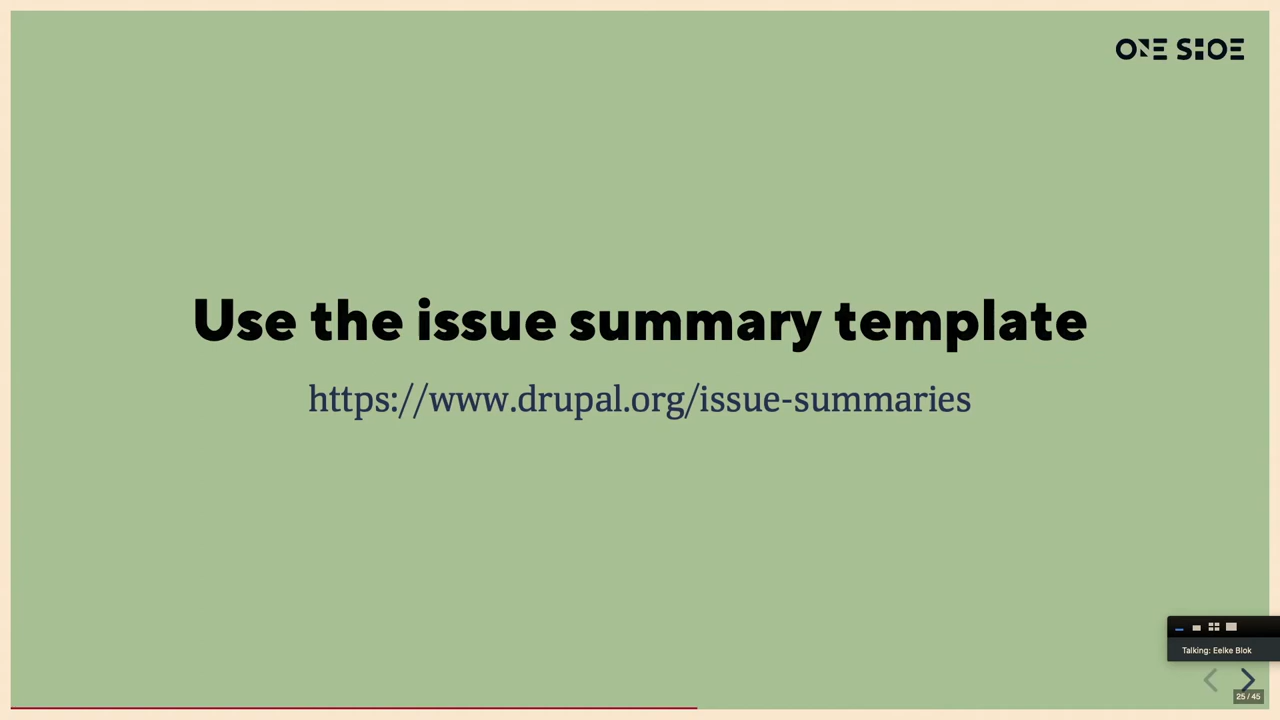 ONE SHOE
Use the issue summary template
https://www.drupal.org/issue-summaries
Talking: Eelke Blok
25 / 45